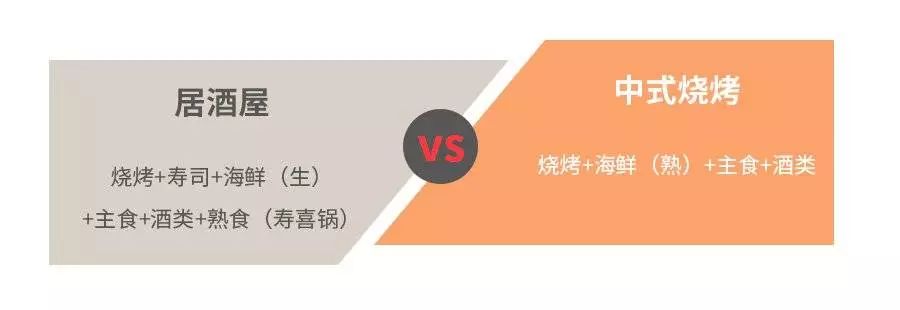 居酒屋
烧烤+寿司+海鲜（生）
+主食+酒类+熟食（寿喜锅）
VS
中式烧烤
烧烤+海鲜（熟）+主食+酒类